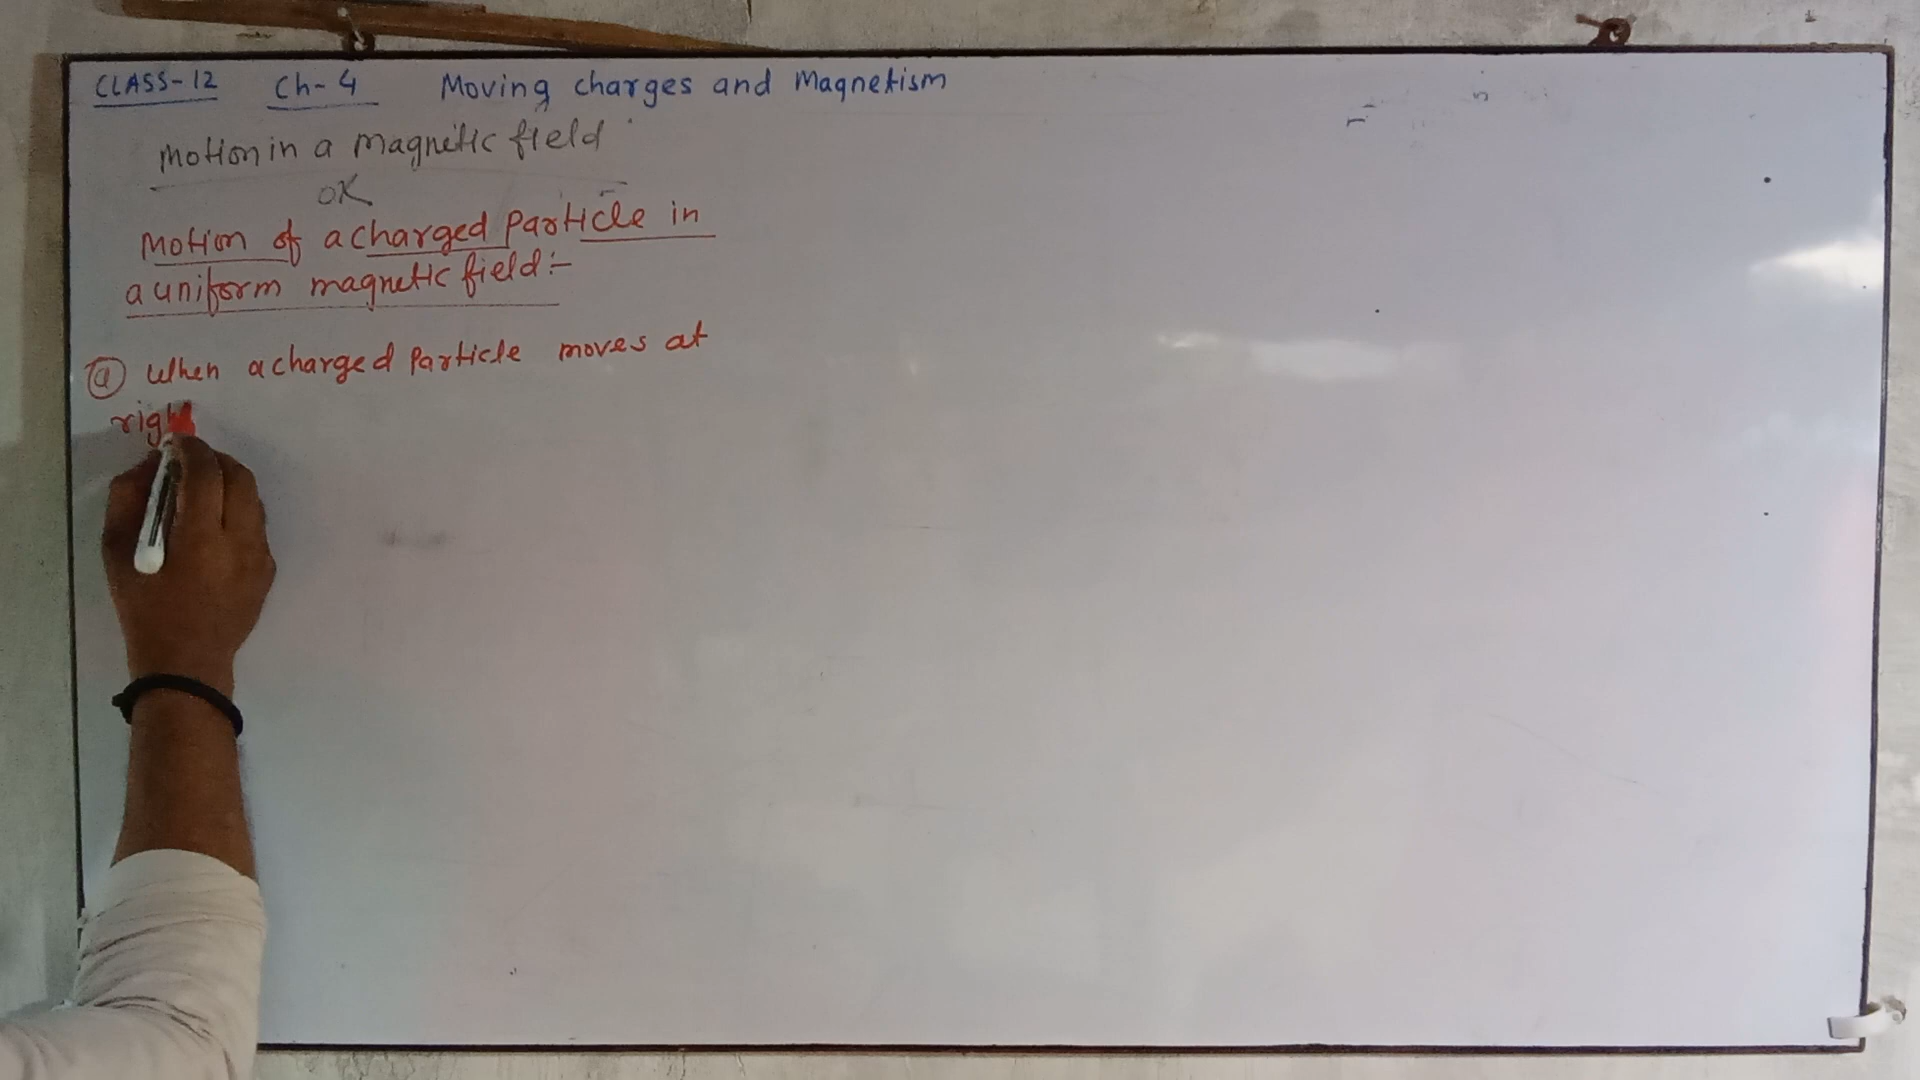 CLASS-12 Ch-4 Moving charges and Magnetism
Motion in a magnetic field
OR
Motion of a charged Particle in
a uniform magnetic field:-
(a) When a charged Particle moves at
righ